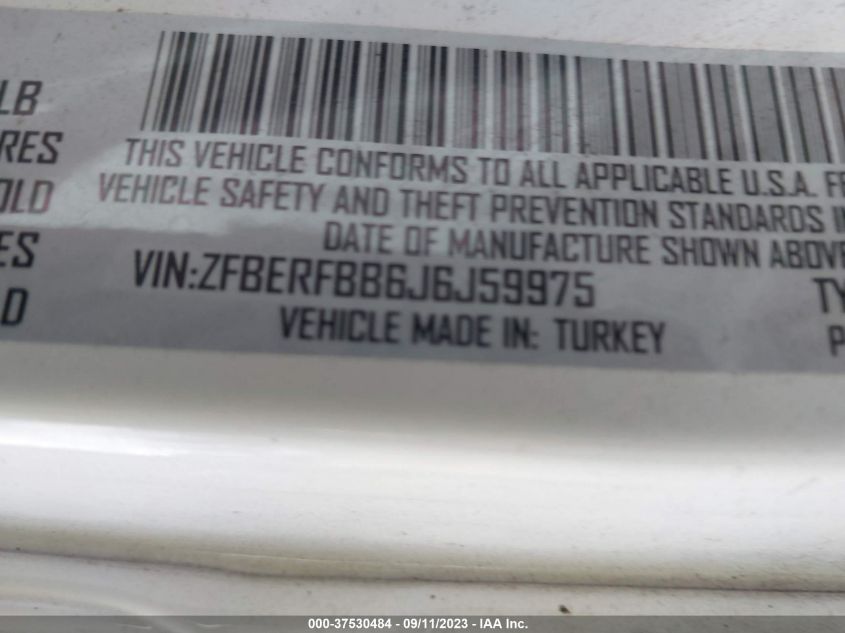 LB
RES
OLD
ES
D
THIS VEHICLE CONFORMS TO ALL APPLICABLE U.S.A. F
VEHICLE SAFETY AND THEFT PREVENTION STANDARDS I
DATE OF MANUFACTURE SHOWN ABOVE
VIN:ZFBERFBB6J6J59975
TY
VEHICLE MADE IN: TURKEY
P
000-37530484 - 09/11/2023 - IAA Inc.